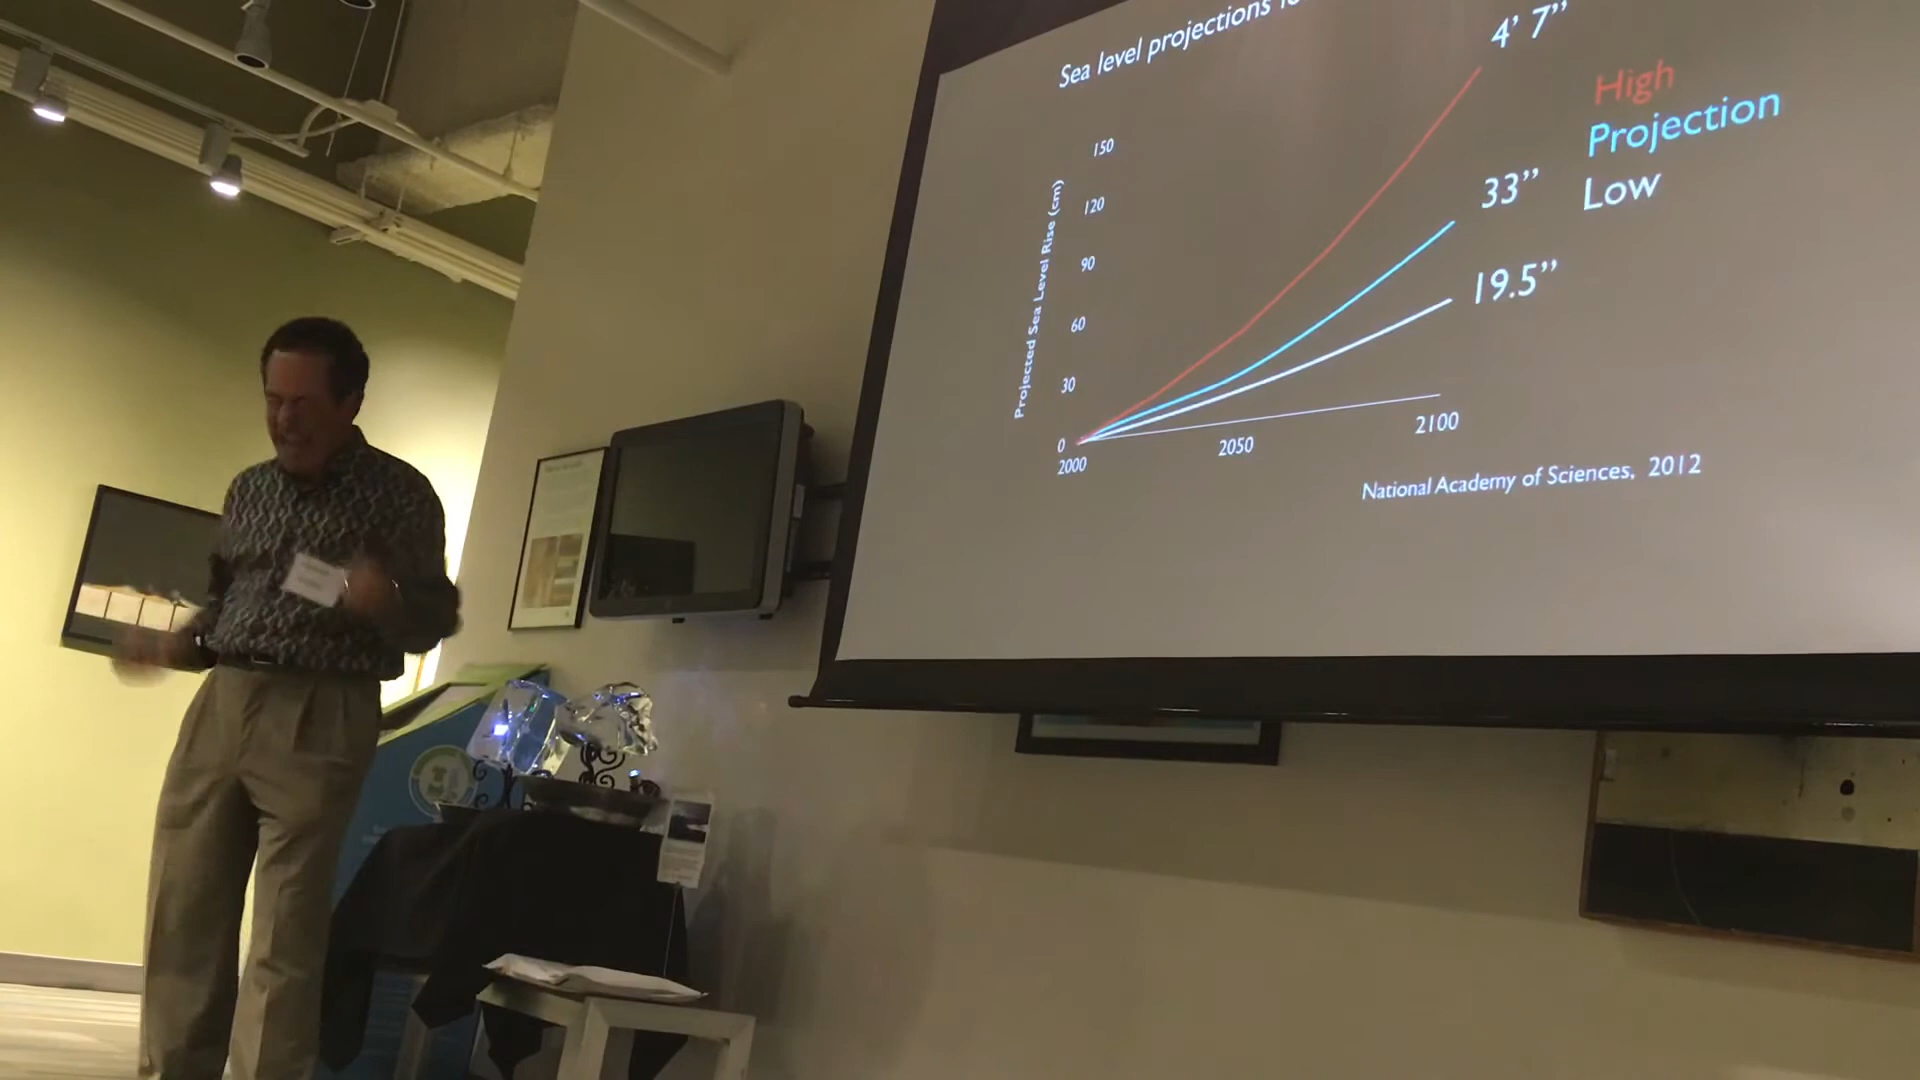 Sea level projections
4’ 7”
High
Projection
Low
33”
19.5”
Projected Sea Level Rise (cm)
150
120
90
60
30
0
2000
2050
2100
National Academy of Sciences, 2012